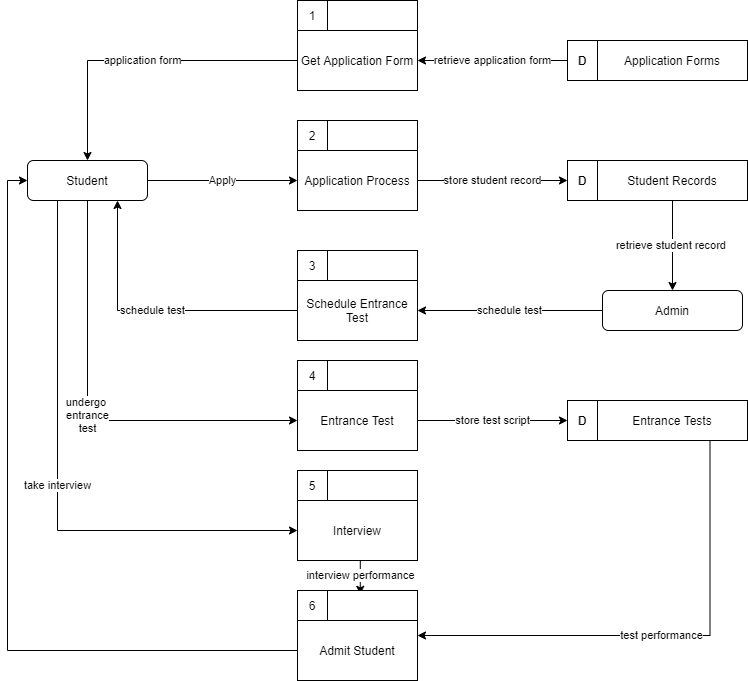 1
application form
Get Application Form
retrieve application form
D
Application Forms
2
Student
Apply
Application Process
store student record
D
Student Records
retrieve student record
3
schedule test
Schedule Entrance
Test
schedule test
Admin
4
undergo
entrance
test
Entrance Test
store test script
D
Entrance Tests
take interview
5
Interview
interview performance
6
Admit Student
test performance